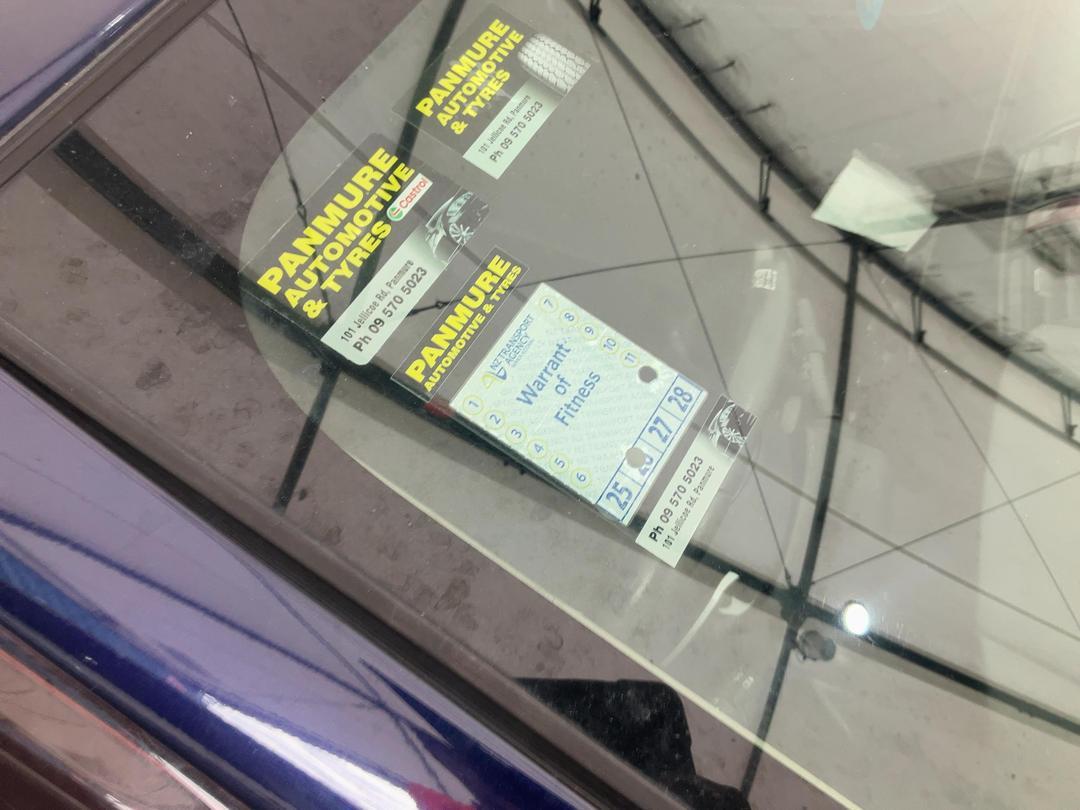 PANMURE
AUTOMOTIVE
& TYRES
101 Jellicoe Rd, Panmure
Ph 09 570 5023
PANMURE
AUTOMOTIVE
& TYRES
Castrol
101 Jellicoe Rd, Panmure
Ph 09 570 5023
PANMURE
AUTOMOTIVE & TYRES
NZ TRANSPORT
AGENCY
Warrant
of
Fitness
7
8
9
10
11
1
2
3
4
5
6
25 27 28
Ph 09 570 5023
101 Jellicoe Rd, Panmure